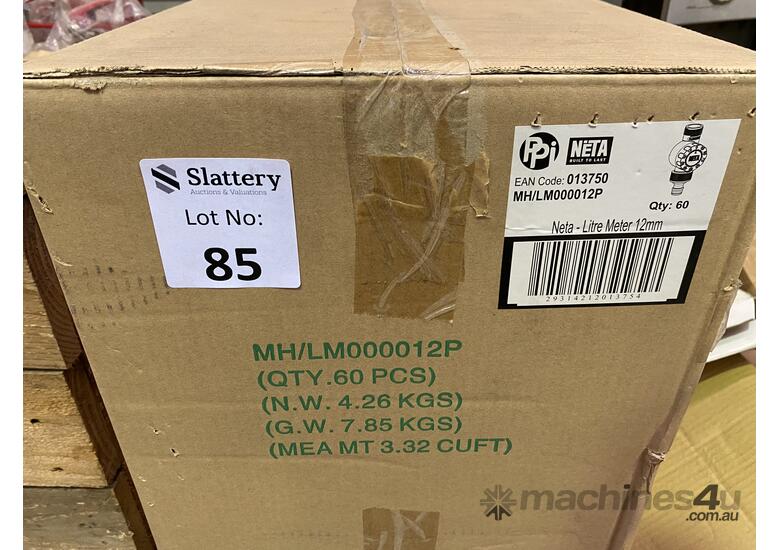 Slattery
Auctions & Valuations
Lot No:
85
PPi
NETA
BUILT TO LAST
EAN Code: 013750
MH/LM000012P
NETA
Qty: 60
Neta - Litre Meter 12mm
29314212013754
MH/LM000012P
(QTY.60 PCS)
(N.W. 4.26 KGS)
(G.W. 7.85 KGS)
(MEA MT 3.32 CUFT)
machines4u
.com.au